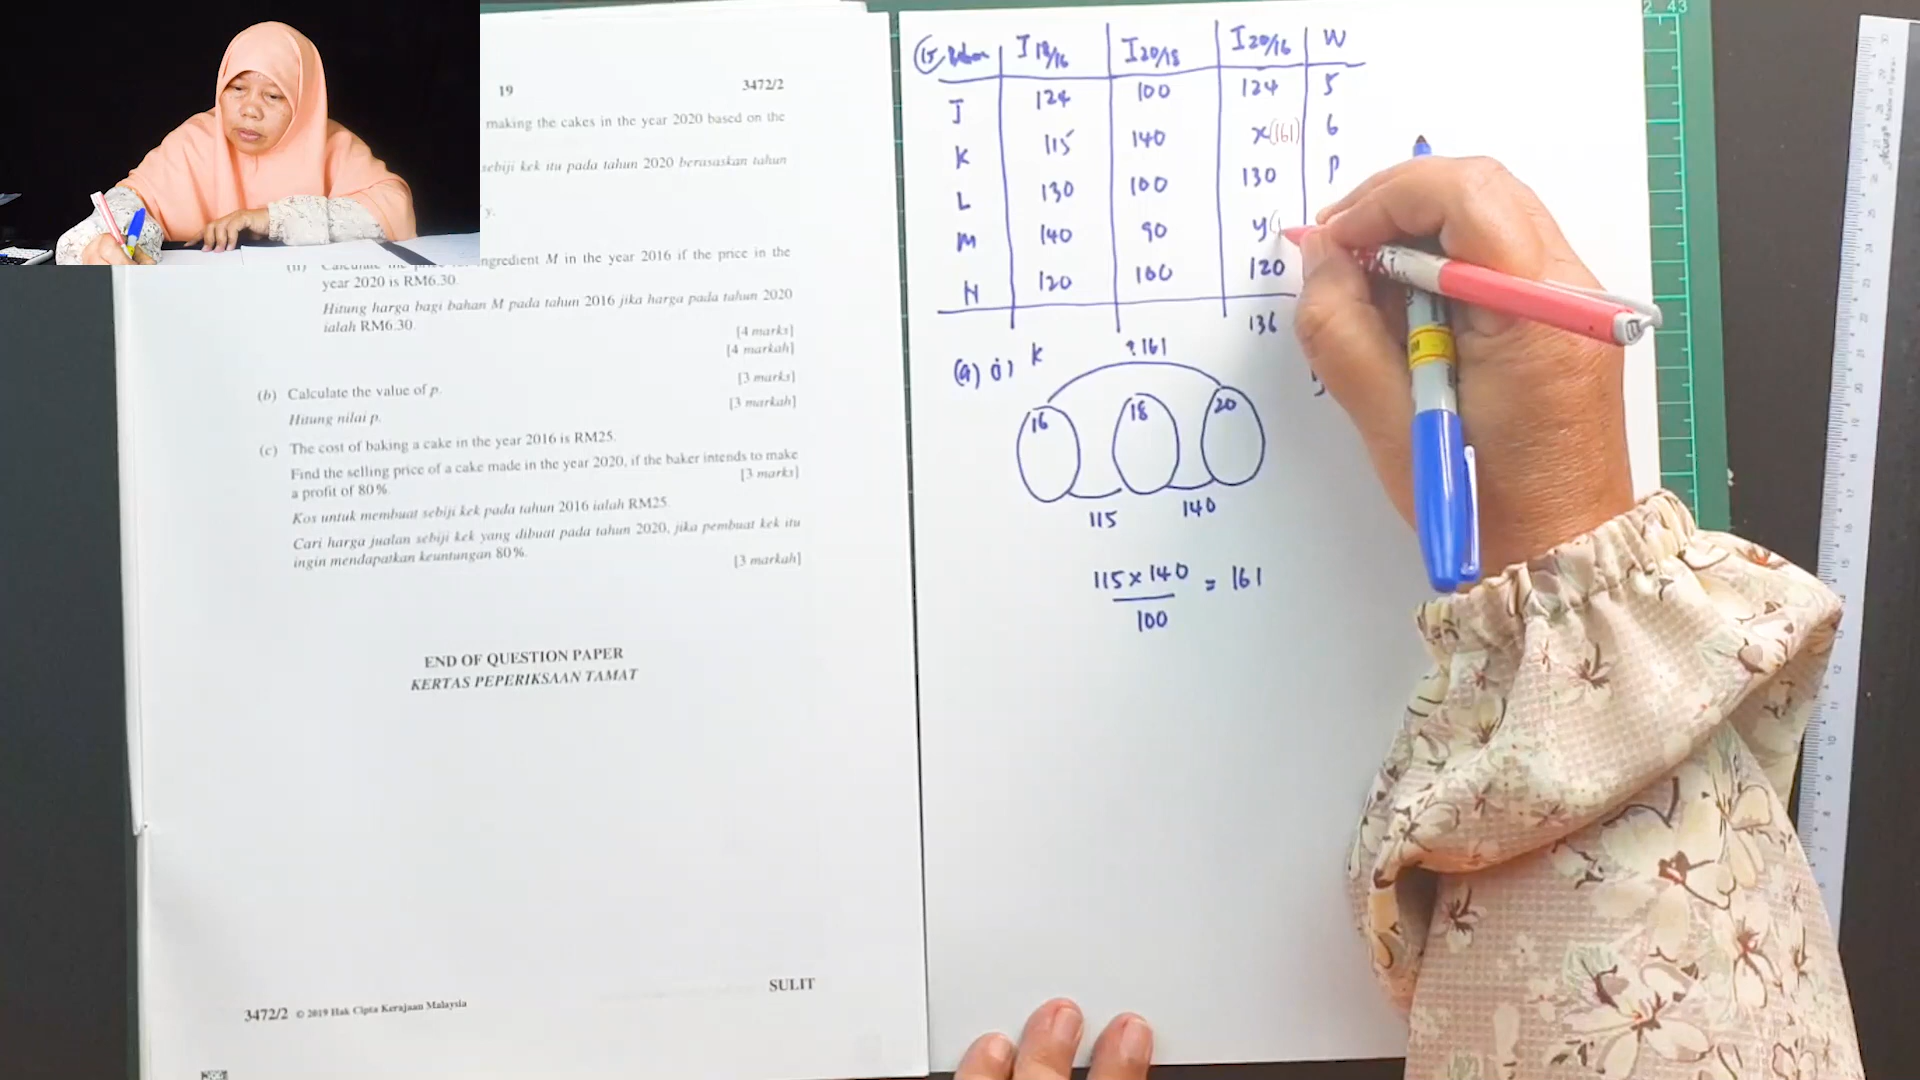 19
3472/2
making the cakes in the year 2020 based on the
sebiji kek itu pada tahun 2020 berasaskan tahun
y.
ingredient M in the year 2016 if the price in the
year 2020 is RM6.30.
Hitung harga bagi bahan M pada tahun 2016 jika harga pada tahun 2020
ialah RM6.30.
[4 marks]
[4 markah]
(b) Calculate the value of p.
[3 marks]
Hitung nilai p.
[3 markah]
(c) The cost of baking a cake in the year 2016 is RM25.
Find the selling price of a cake made in the year 2020, if the baker intends to make
a profit of 80%.
[3 marks]
Kos untuk membuat sebiji kek pada tahun 2016 ialah RM25.
Cari harga jualan sebiji kek yang dibuat pada tahun 2020, jika pembuat kek itu
ingin mendapatkan keuntungan 80%.
[3 markah]
END OF QUESTION PAPER
KERTAS PEPERIKSAAN TAMAT
SULIT
3472/2 © 2019 Hak Cipta Kerajaan Malaysia
15 Bahan I 18/16 I 20/18 I 20/16 W
J 124 100 124 5
K 115 140 x(161) 6
L 130 100 130 P
M 140 90 y(
N 120 100 120
136
(a) i) K ? 161
16 18 20
115 140
115 × 140 = 161
100
2 43